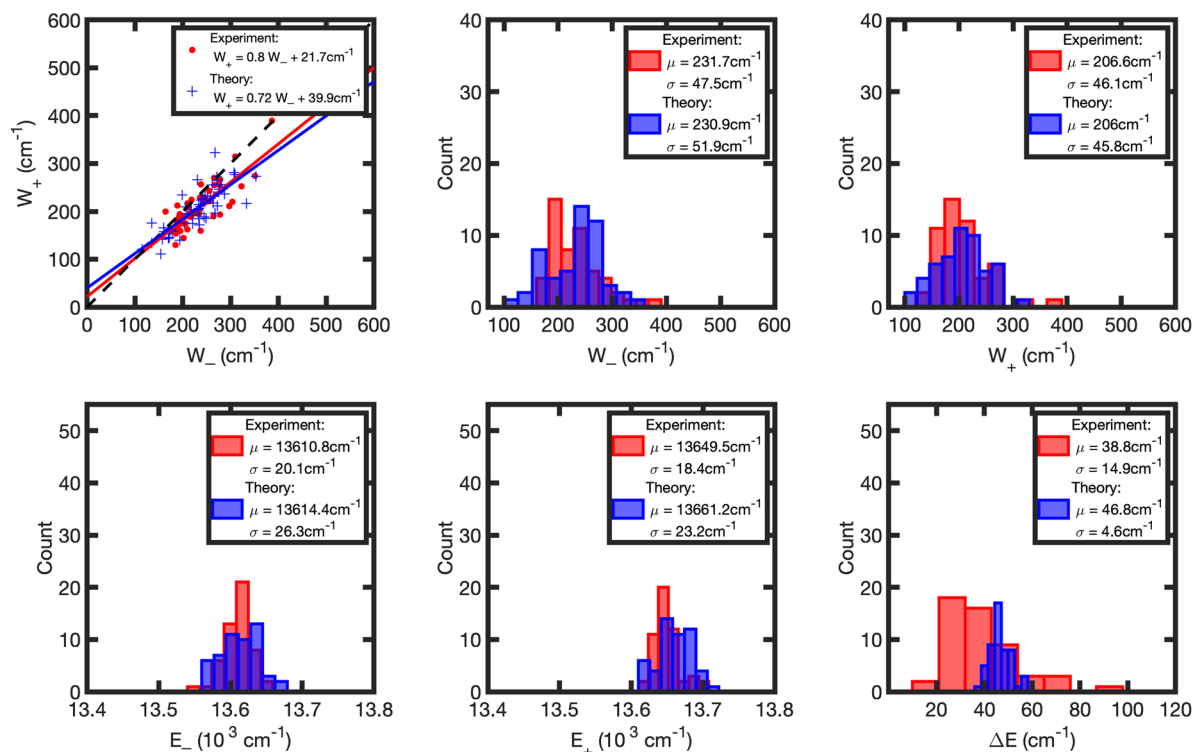 600
500
400
300
200
100
0
W₊ (cm⁻¹)
Experiment:
W₊ = 0.8 W₋ + 21.7cm⁻¹
Theory:
W₊ = 0.72 W₋ + 39.9cm⁻¹
0 100 200 300 400 500 600
W₋ (cm⁻¹)
40
30
20
10
0
Count
Experiment:
μ = 231.7cm⁻¹
σ = 47.5cm⁻¹
Theory:
μ = 230.9cm⁻¹
σ = 51.9cm⁻¹
100 200 300 400 500 600
W₋ (cm⁻¹)
40
30
20
10
0
Count
Experiment:
μ = 206.6cm⁻¹
σ = 46.1cm⁻¹
Theory:
μ = 206cm⁻¹
σ = 45.8cm⁻¹
100 200 300 400 500 600
W₊ (cm⁻¹)
50
40
30
20
10
0
Count
Experiment:
μ = 13610.8cm⁻¹
σ = 20.1cm⁻¹
Theory:
μ = 13614.4cm⁻¹
σ = 26.3cm⁻¹
13.4 13.5 13.6 13.7 13.8
E₋ (10³ cm⁻¹)
50
40
30
20
10
0
Count
Experiment:
μ = 13649.5cm⁻¹
σ = 18.4cm⁻¹
Theory:
μ = 13661.2cm⁻¹
σ = 23.2cm⁻¹
13.4 13.5 13.6 13.7 13.8
E₊ (10³ cm⁻¹)
50
40
30
20
10
0
Count
Experiment:
μ = 38.8cm⁻¹
σ = 14.9cm⁻¹
Theory:
μ = 46.8cm⁻¹
σ = 4.6cm⁻¹
20 40 60 80 100 120
ΔE (cm⁻¹)